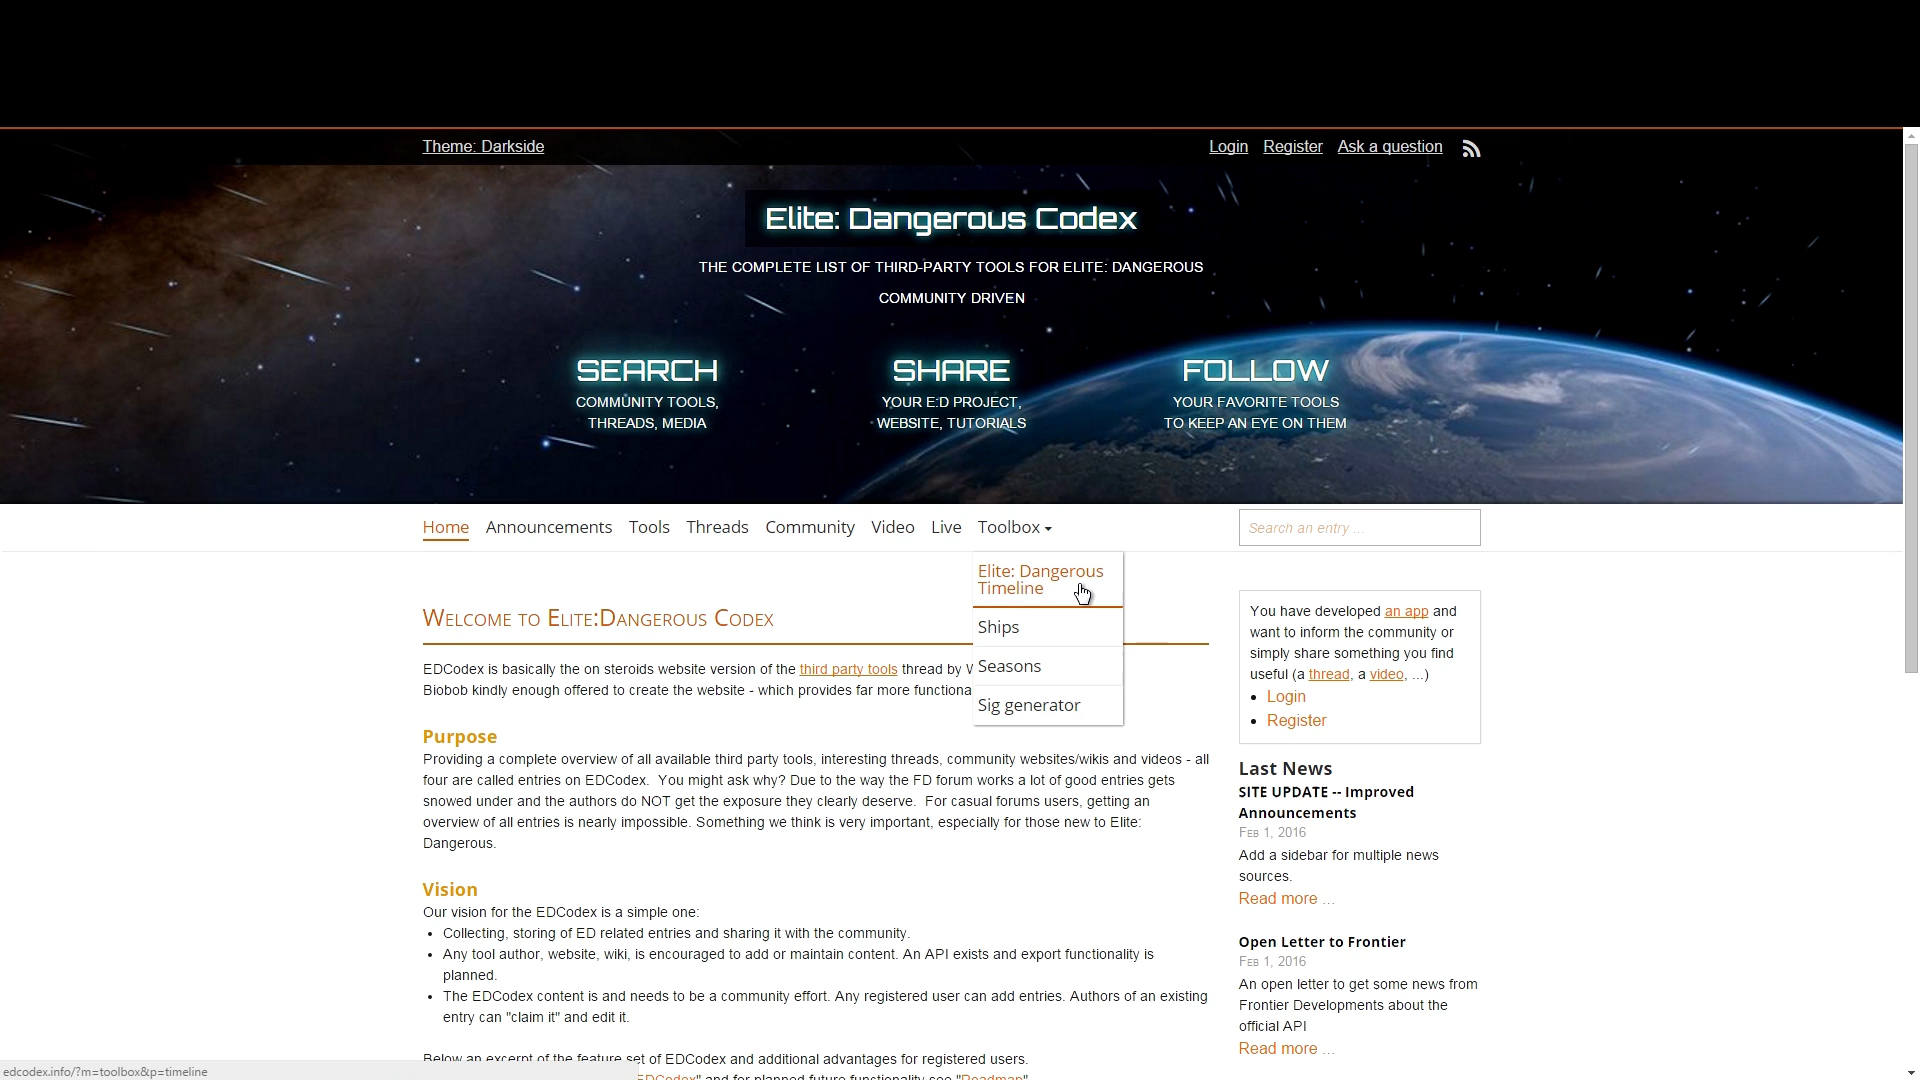 Theme: Darkside
Login Register Ask a question
Elite: Dangerous Codex
THE COMPLETE LIST OF THIRD-PARTY TOOLS FOR ELITE: DANGEROUS
COMMUNITY DRIVEN
SEARCH
COMMUNITY TOOLS,
THREADS, MEDIA
SHARE
YOUR E:D PROJECT,
WEBSITE, TUTORIALS
FOLLOW
YOUR FAVORITE TOOLS
TO KEEP AN EYE ON THEM
Home Announcements Tools Threads Community Video Live Toolbox
Search an entry ...
Elite: Dangerous
Timeline
Ships
Seasons
Sig generator
Welcome to Elite:Dangerous Codex
EDCodex is basically the on steroids website version of the third party tools thread by
Biobob kindly enough offered to create the website - which provides far more
Purpose
Providing a complete overview of all available third party tools, interesting threads, community websites/wikis and videos - all
four are called entries on EDCodex. You might ask why? Due to the way the FD forum works a lot of good entries gets
snowed under and the authors do NOT get the exposure they clearly deserve. For casual forums users, getting an
overview of all entries is nearly impossible. Something we think is very important, especially for those new to Elite:
Dangerous.
Vision
Our vision for the EDCodex is a simple one:
• Collecting, storing of ED related entries and sharing it with the community.
• Any tool author, website, wiki, is encouraged to add or maintain content. An API exists and export functionality is
planned.
• The EDCodex content is and needs to be a community effort. Any registered user can add entries. Authors of an existing
entry can "claim it" and edit it.
Below an excerpt of the feature set of EDCodex and additional advantages for registered users.
EDCodex" and for planned future functionality see "Roadmap"
You have developed an app and
want to inform the community or
simply share something you find
useful (a thread, a video, ...)
• Login
• Register
Last News
SITE UPDATE -- Improved
Announcements
Feb 1, 2016
Add a sidebar for multiple news
sources.
Read more ...
Open Letter to Frontier
Feb 1, 2016
An open letter to get some news from
Frontier Developments about the
official API
Read more ...
edcodex.info/?m=toolbox&p=timeline